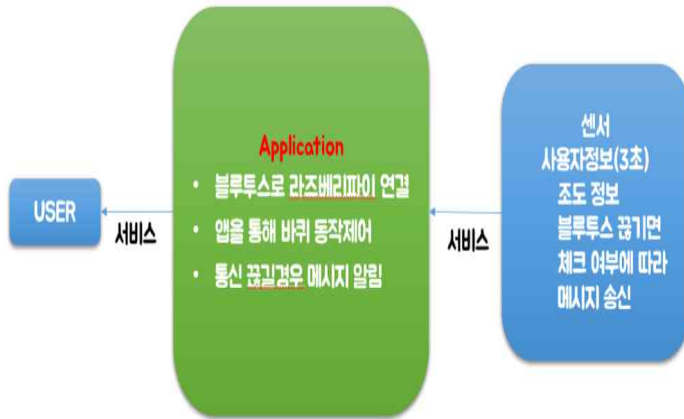 USER
서비스
Application
• 블루투스로 라즈베리파이 연결
• 앱을 통해 바퀴 동작제어
• 통신 끊길경우 메시지 알림
서비스
센서
사용자정보(3초)
조도 정보
블루투스 끊기면
체크 여부에 따라
메시지 송신